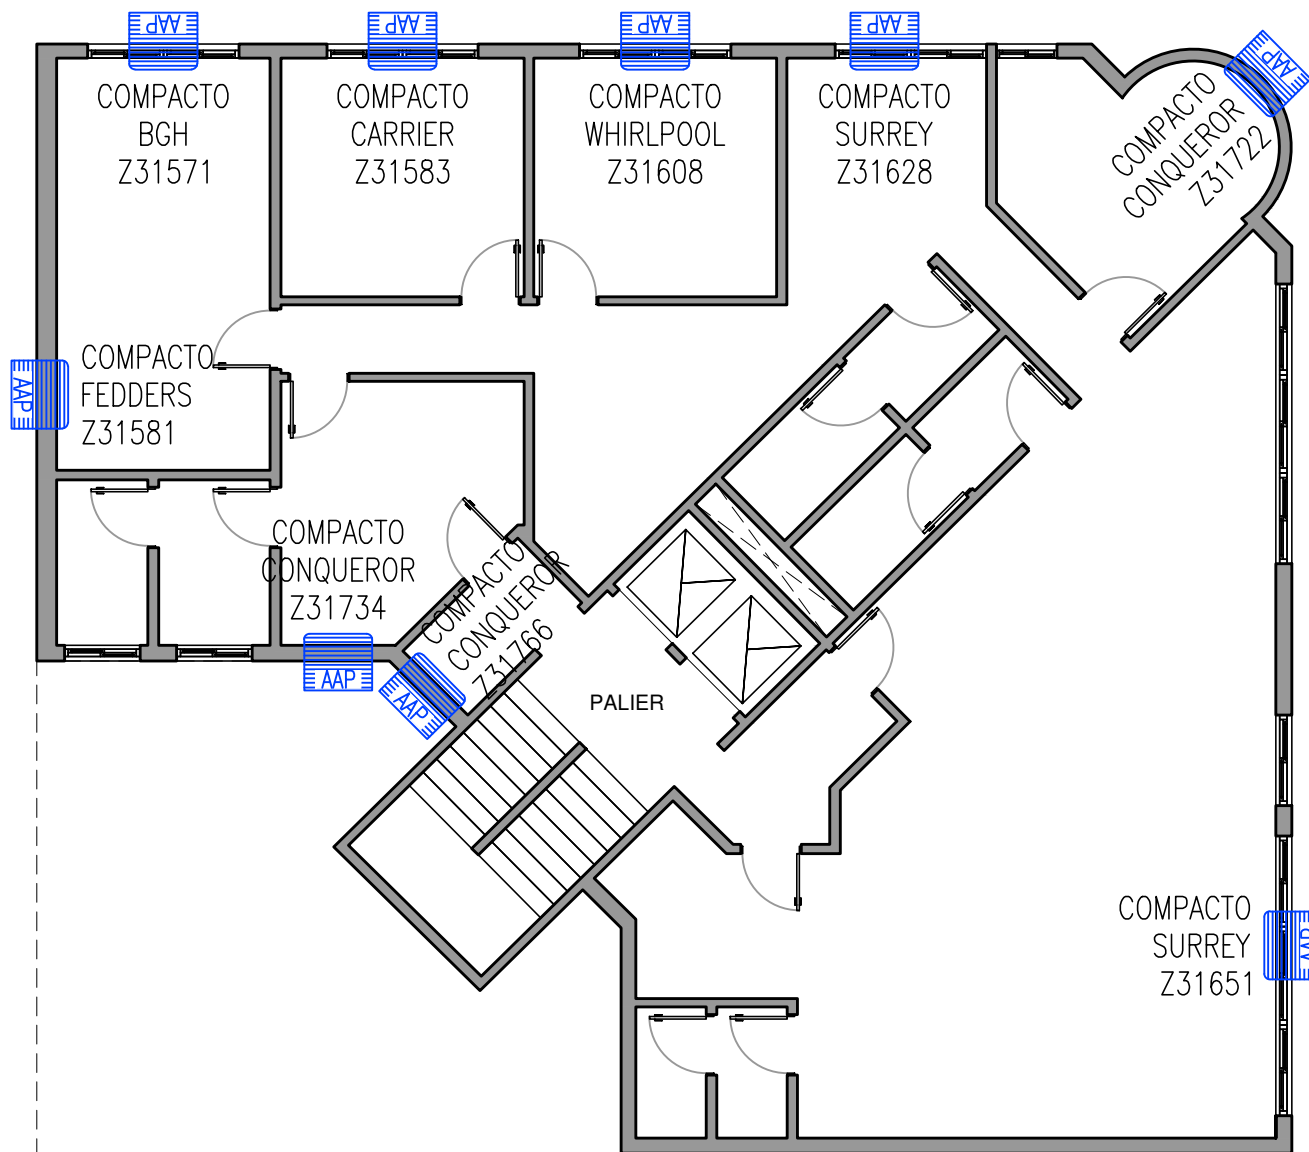 AAP
AAP
AAP
AAP
AAP
COMPACTO
BGH
Z31571
COMPACTO
CARRIER
Z31583
COMPACTO
WHIRLPOOL
Z31608
COMPACTO
SURREY
Z31628
COMPACTO
CONQUEROR
Z31722
AAP
COMPACTO
FEDDERS
Z31581
COMPACTO
CONQUEROR
Z31734
AAP
COMPACTO
CONQUEROR
Z31766
AAP
PALIER
COMPACTO
SURREY
Z31651
AAP